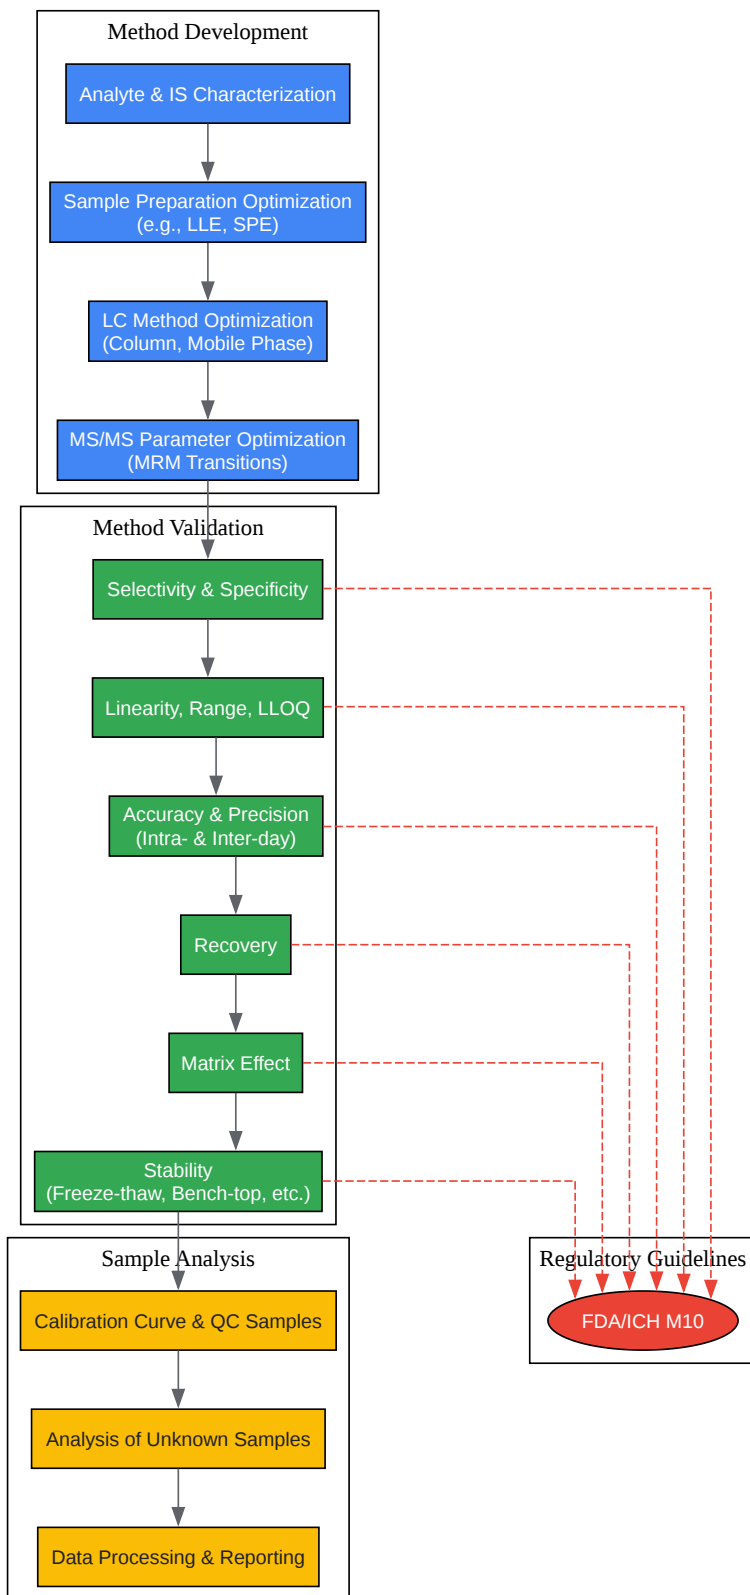 Method Development
Analyte & IS Characterization
Sample Preparation Optimization
(e.g., LLE, SPE)
LC Method Optimization
(Column, Mobile Phase)
MS/MS Parameter Optimization
(MRM Transitions)
Method Validation
Selectivity & Specificity
Linearity, Range, LLOQ
Accuracy & Precision
(Intra- & Inter-day)
Recovery
Matrix Effect
Stability
(Freeze-thaw, Bench-top, etc.)
Sample Analysis
Calibration Curve & QC Samples
Analysis of Unknown Samples
Data Processing & Reporting
Regulatory Guidelines
FDA/ICH M10